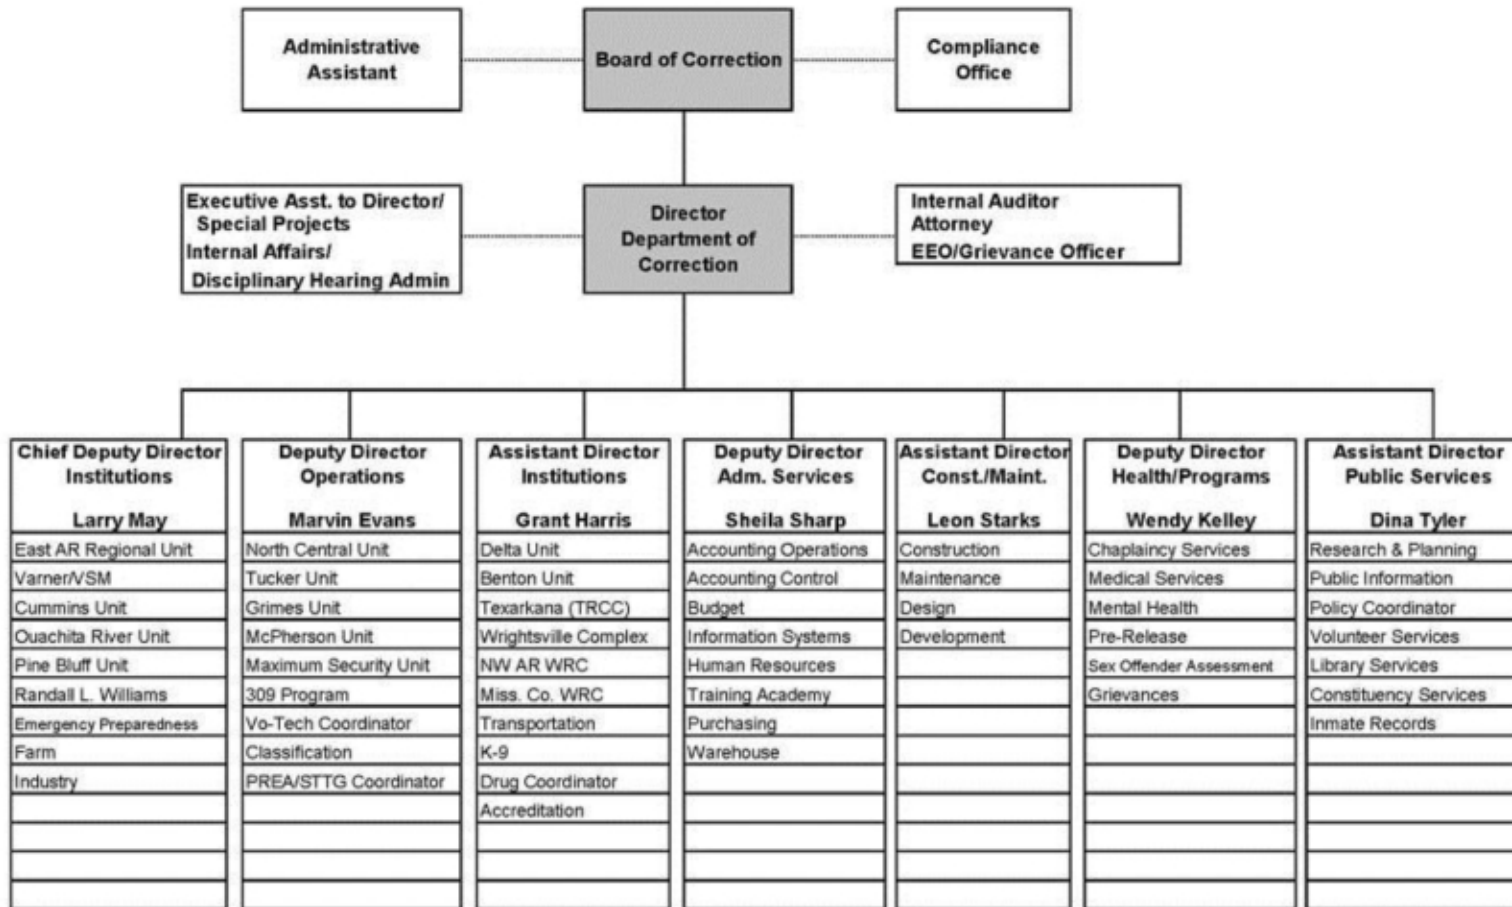 Administrative
Assistant
Board of Correction
Compliance
Office
Executive Asst. to Director/
Special Projects
Internal Affairs/
Disciplinary Hearing Admin
Director
Department of
Correction
Internal Auditor
Attorney
EEO/Grievance Officer
Chief Deputy Director
Institutions
Larry May
East AR Regional Unit
Varner/VSM
Cummins Unit
Ouachita River Unit
Pine Bluff Unit
Randall L. Williams
Emergency Preparedness
Farm
Industry
Deputy Director
Operations
Marvin Evans
North Central Unit
Tucker Unit
Grimes Unit
McPherson Unit
Maximum Security Unit
309 Program
Vo-Tech Coordinator
Classification
PREA/STTG Coordinator
Assistant Director
Institutions
Grant Harris
Delta Unit
Benton Unit
Texarkana (TRCC)
Wrightsville Complex
NW AR WRC
Miss. Co. WRC
Transportation
K-9
Drug Coordinator
Accreditation
Deputy Director
Adm. Services
Sheila Sharp
Accounting Operations
Accounting Control
Budget
Information Systems
Human Resources
Training Academy
Purchasing
Warehouse
Assistant Director
Const./Maint.
Leon Starks
Construction
Maintenance
Design
Development
Deputy Director
Health/Programs
Wendy Kelley
Chaplaincy Services
Medical Services
Mental Health
Pre-Release
Sex Offender Assessment
Grievances
Assistant Director
Public Services
Dina Tyler
Research & Planning
Public Information
Policy Coordinator
Volunteer Services
Library Services
Constituency Services
Inmate Records